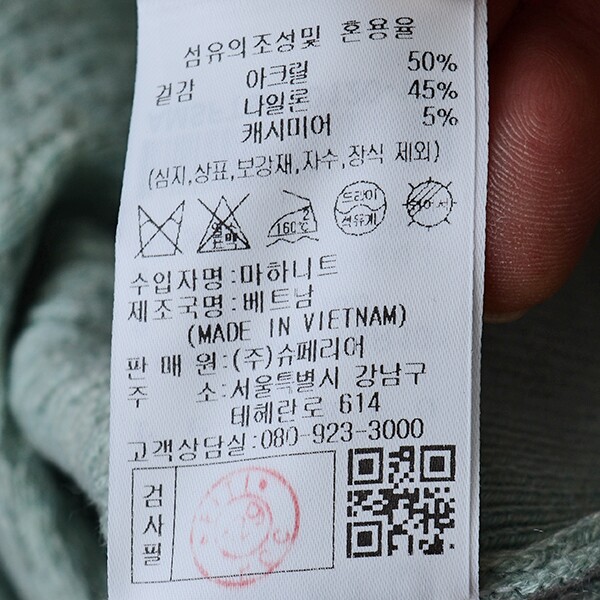 섬유의조성및 혼용율
겉감 아크릴 50%
나일론 45%
캐시미어 5%
(심지,상표,보강재,자수,장식 제외)
2
160℃
드라이
석유계
수입자명:마하니트
제조국명:베트남
(MADE IN VIETNAM)
판 매 원:(주)슈페리어
주 소:서울특별시 강남구
테헤란로 614
고객상담실:080-923-3000
검사필